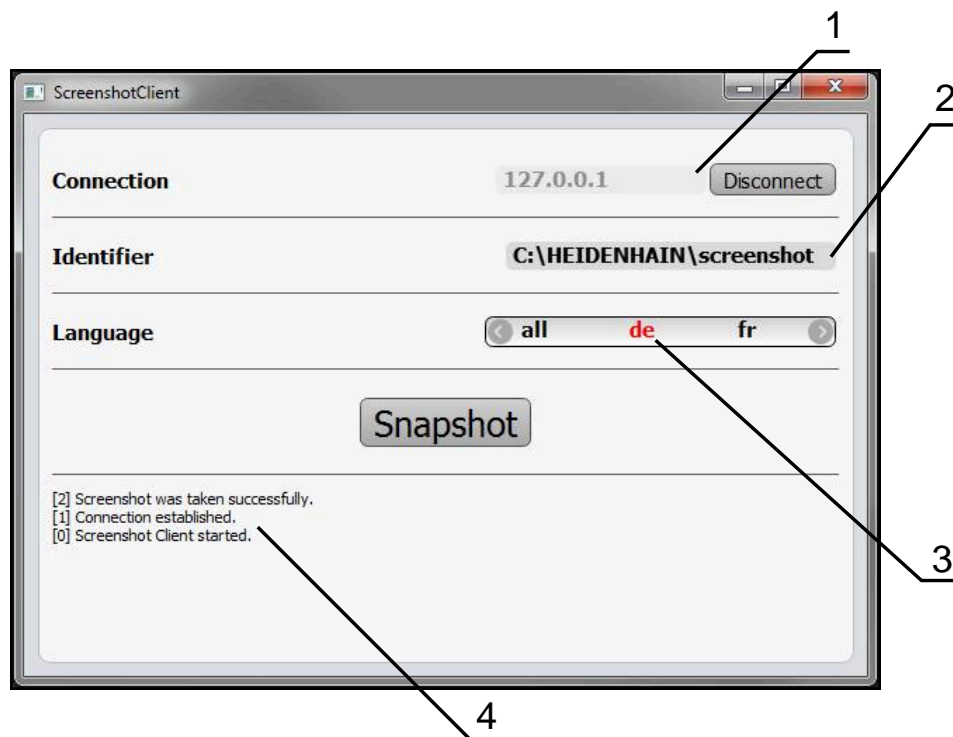 1
ScreenshotClient
2
Connection 127.0.0.1 Disconnect
Identifier C:\HEIDENHAIN\screenshot
Language all de fr
Snapshot
[2] Screenshot was taken successfully.
[1] Connection established.
[0] Screenshot Client started.
3
4